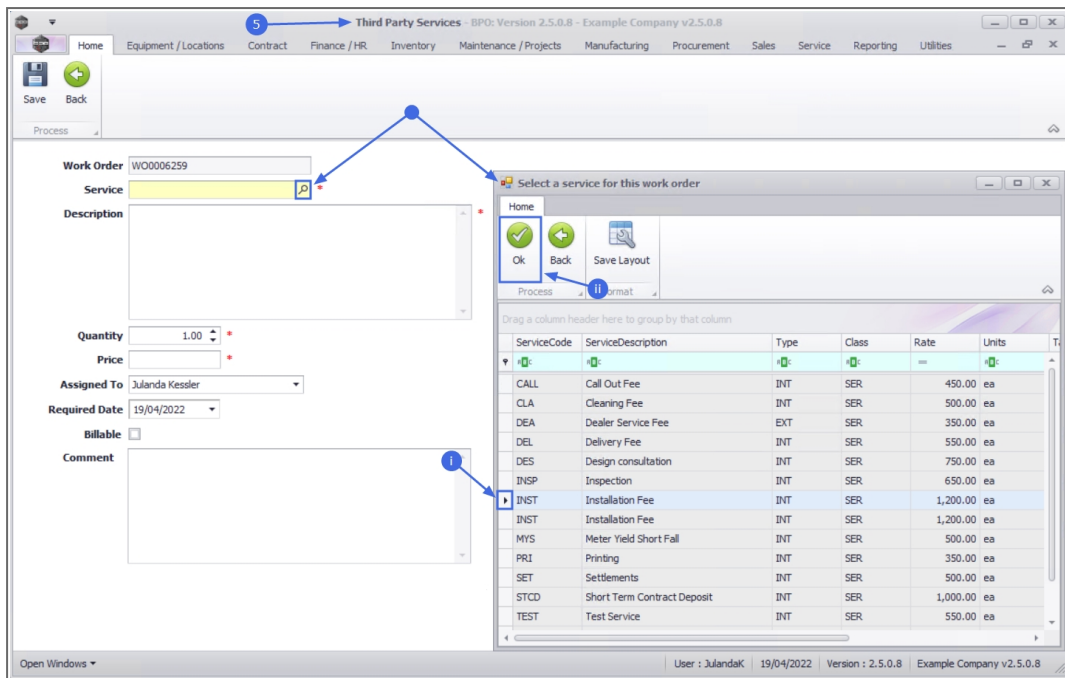 5
Third Party Services - BPO: Version 2.5.0.8 - Example Company v2.5.0.8
Home Equipment / Locations Contract Finance / HR Inventory Maintenance / Projects Manufacturing Procurement Sales Service Reporting Utilities
Save Back
Process
Work Order WO0006259
Service *
Description *
Quantity 1.00 *
Price *
Assigned To Julanda Kessler
Required Date 19/04/2022
Billable
Comment
Select a service for this work order
Home
Ok Back Save Layout
ii
Process
Drag a column header here to group by that column
ServiceCode ServiceDescription Type Class Rate Units
CALL Call Out Fee INT SER 450.00 ea
CLA Cleaning Fee INT SER 500.00 ea
DEA Dealer Service Fee EXT SER 350.00 ea
DEL Delivery Fee INT SER 550.00 ea
DES Design consultation INT SER 750.00 ea
i
INSP Inspection INT SER 650.00 ea
INST Installation Fee INT SER 1,200.00 ea
INST Installation Fee INT SER 1,200.00 ea
MYS Meter Yield Short Fall INT SER 500.00 ea
PRI Printing INT SER 350.00 ea
SET Settlements INT SER 500.00 ea
STCD Short Term Contract Deposit INT SER 1,000.00 ea
TEST Test Service INT SER 550.00 ea
Open Windows User : JulandaK 19/04/2022 Version : 2.5.0.8 Example Company v2.5.0.8